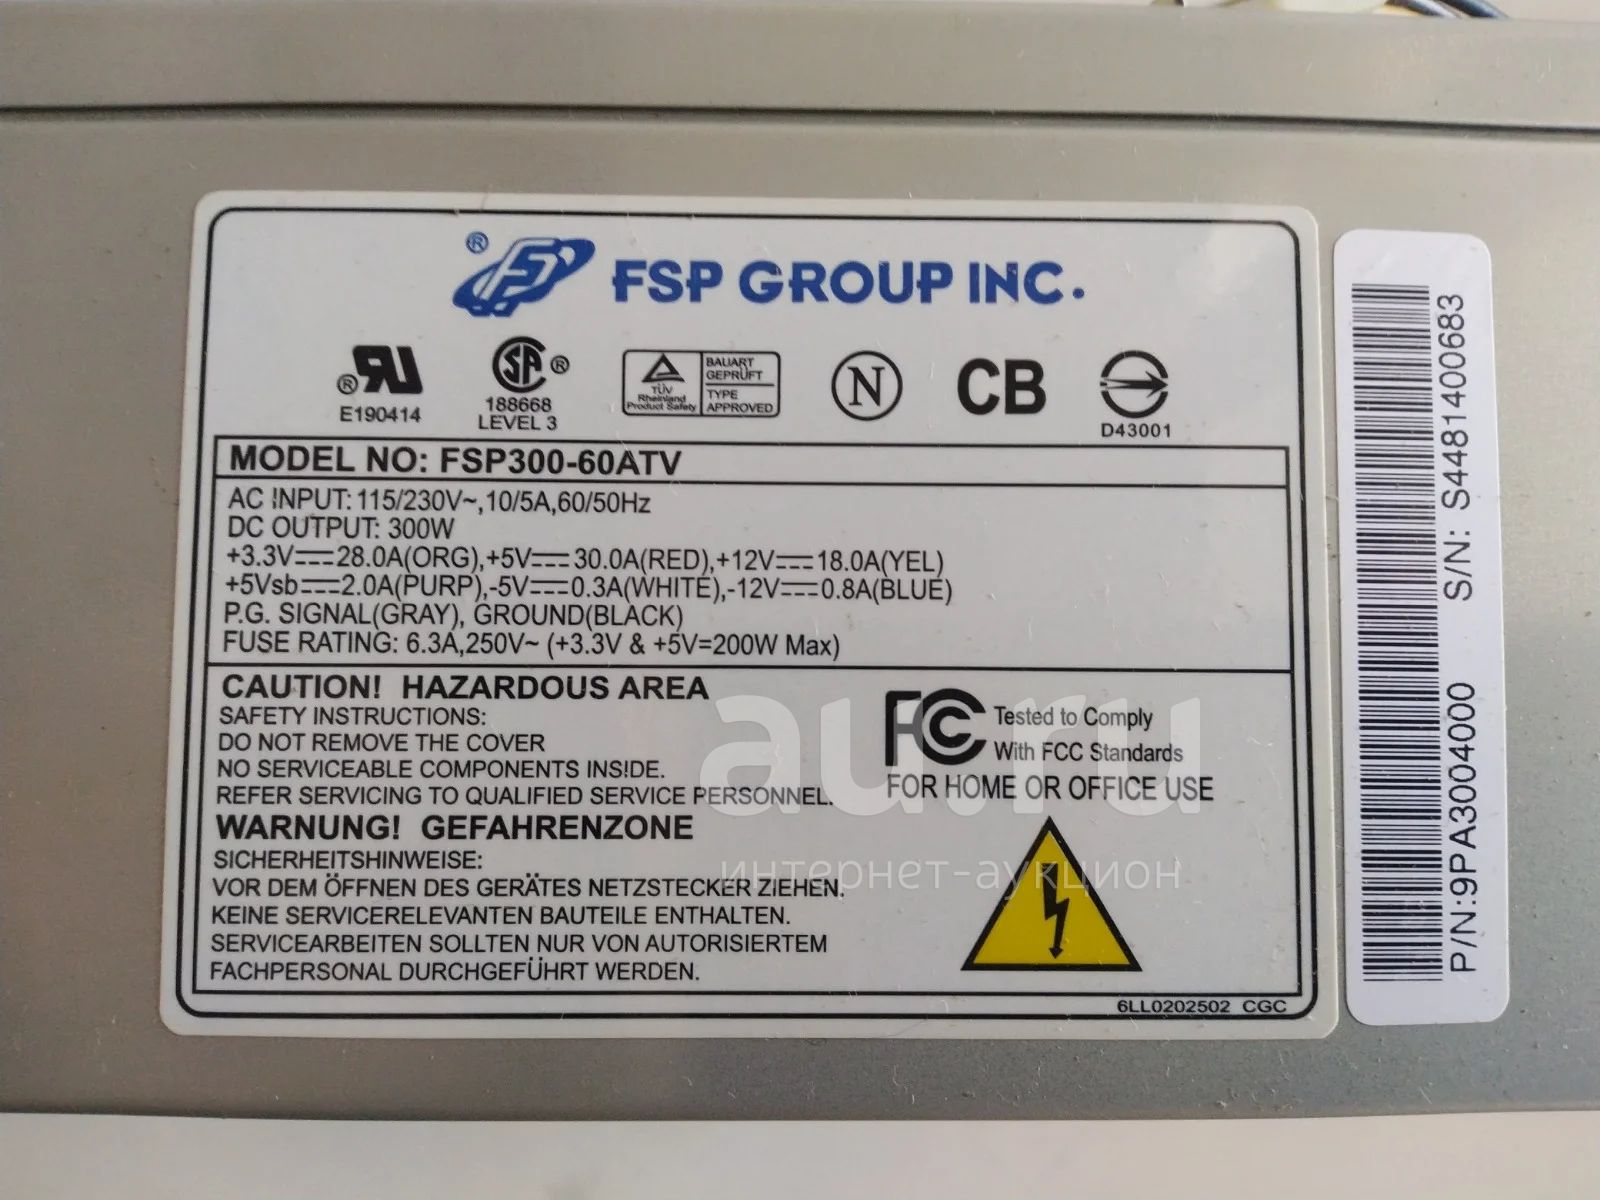 ® FSP GROUP INC.
® RU
E190414
SA ®
188668
LEVEL 3
TÜV
Rheinland
Product Safety
BAUART
GEPRÜFT
TYPE
APPROVED
N
CB
D43001
MODEL NO: FSP300-60ATV
AC INPUT: 115/230V~,10/5A,60/50Hz
DC OUTPUT: 300W
+3.3V⎓28.0A(ORG),+5V⎓30.0A(RED),+12V⎓18.0A(YEL)
+5Vsb⎓2.0A(PURP),-5V⎓0.3A(WHITE),-12V⎓0.8A(BLUE)
P.G. SIGNAL(GRAY), GROUND(BLACK)
FUSE RATING: 6.3A,250V~ (+3.3V & +5V=200W Max)
CAUTION! HAZARDOUS AREA
SAFETY INSTRUCTIONS:
DO NOT REMOVE THE COVER
NO SERVICEABLE COMPONENTS INSIDE.
REFER SERVICING TO QUALIFIED SERVICE PERSONNEL.
WARNUNG! GEFAHRENZONE
SICHERHEITSHINWEISE:
VOR DEM ÖFFNEN DES GERÄTES NETZSTECKER ZIEHEN.
KEINE SERVICERELEVANTEN BAUTEILE ENTHALTEN.
SERVICEARBEITEN SOLLTEN NUR VON AUTORISIERTEM
FACHPERSONAL DURCHGEFÜHRT WERDEN.
FC Tested to Comply
With FCC Standards
FOR HOME OR OFFICE USE
6LL0202502 CGC
P/N:9PA3004000 S/N: S4481400683
au.ru
интернет-аукцион